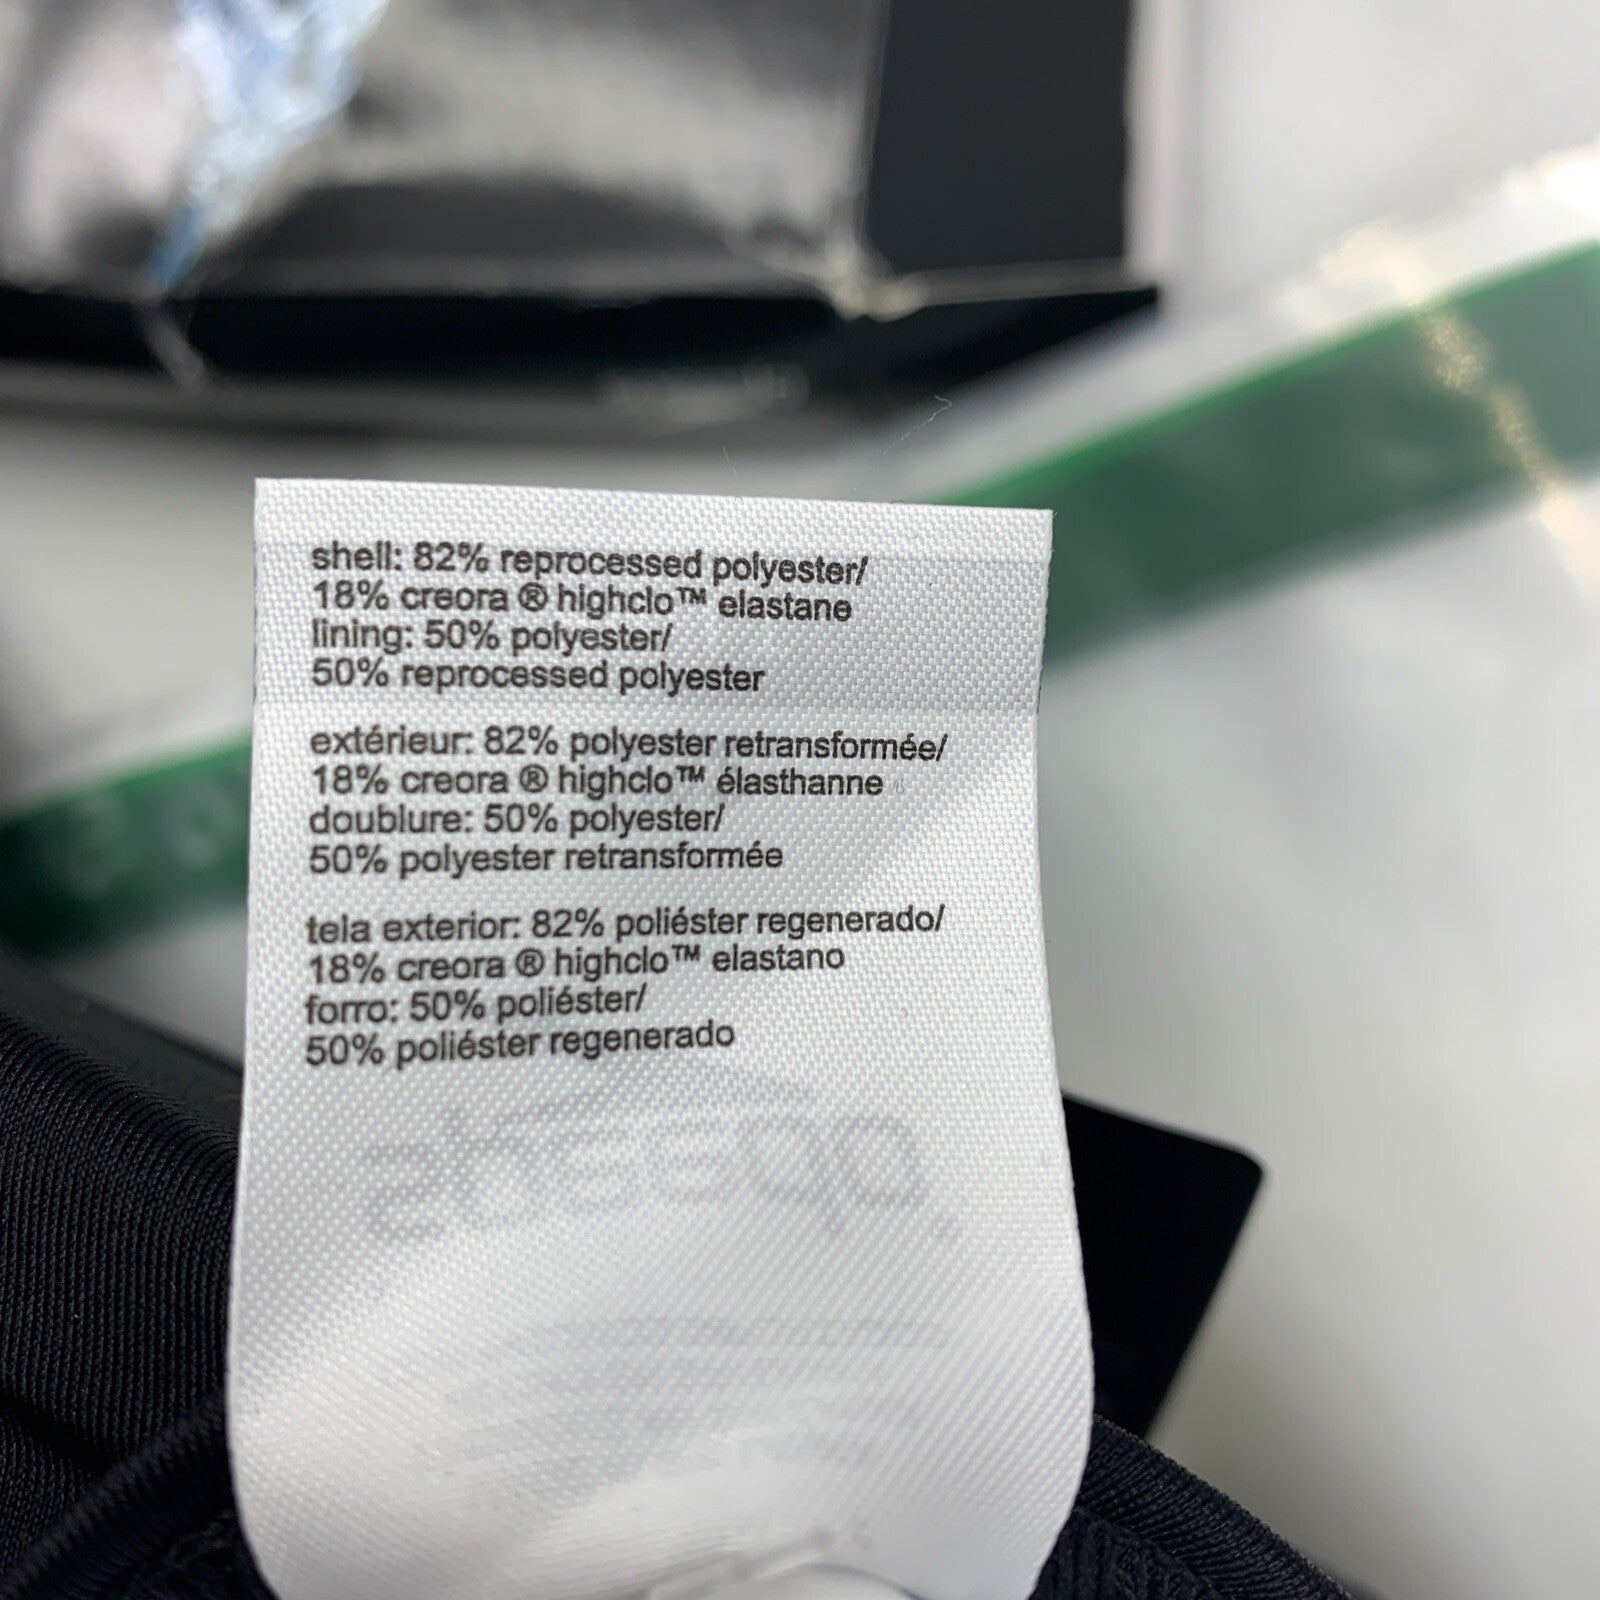 shell: 82% reprocessed polyester/
18% creora ® highclo™ elastane
lining: 50% polyester/
50% reprocessed polyester
extérieur: 82% polyester retransformée/
18% creora ® highclo™ élasthanne
doublure: 50% polyester/
50% polyester retransformée
tela exterior: 82% poliéster regenerado/
18% creora ® highclo™ elastano
forro: 50% poliéster/
50% poliéster regenerado